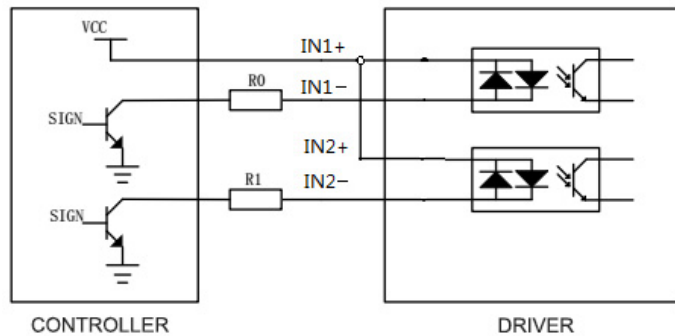 VCC
IN1+
R0
IN1−
SIGN
IN2+
R1
IN2−
SIGN
CONTROLLER
DRIVER